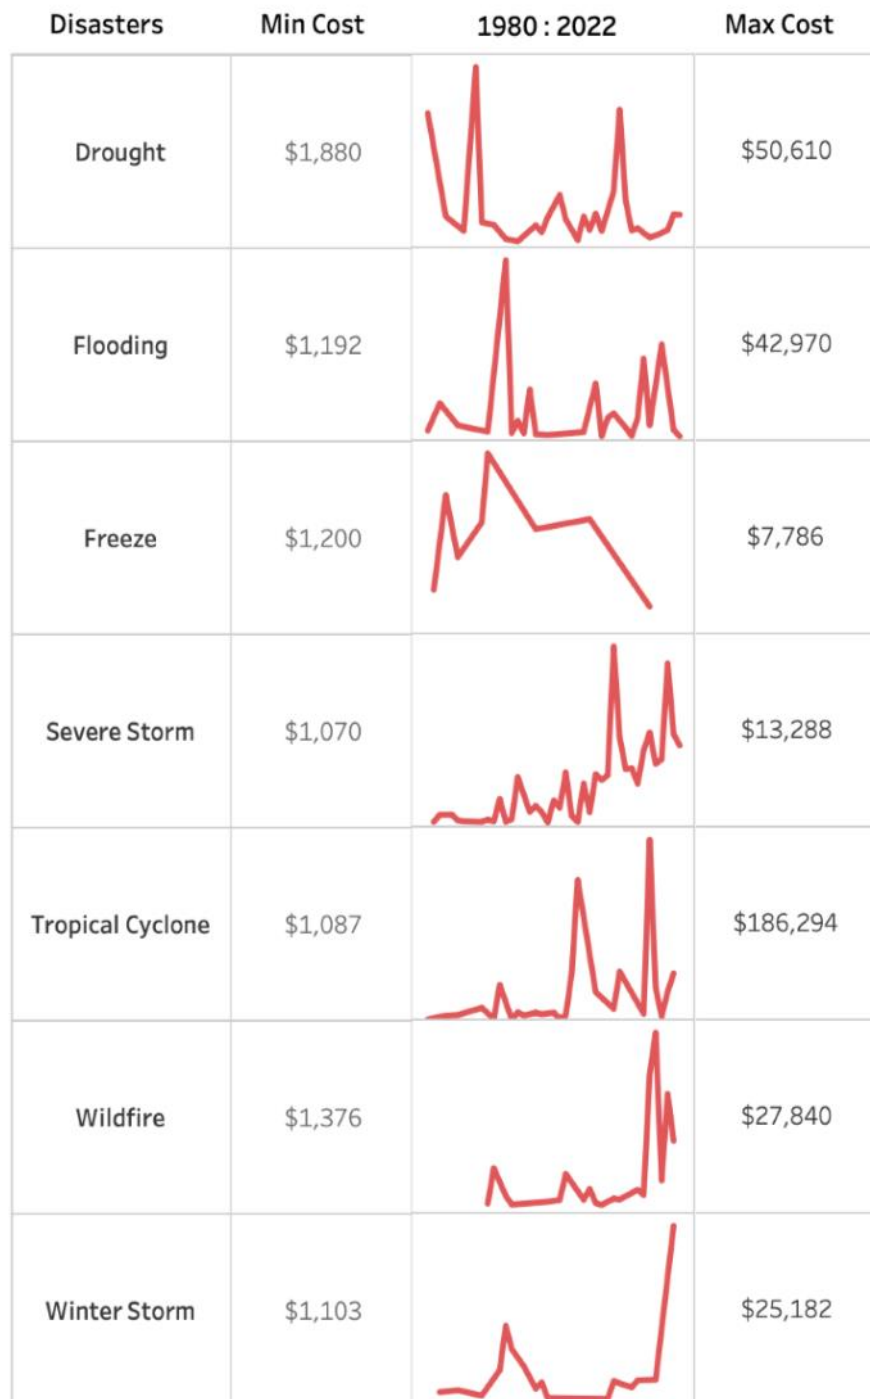 Disasters Min Cost 1980 : 2022 Max Cost
Drought $1,880 $50,610
Flooding $1,192 $42,970
Freeze $1,200 $7,786
Severe Storm $1,070 $13,288
Tropical Cyclone $1,087 $186,294
Wildfire $1,376 $27,840
Winter Storm $1,103 $25,182